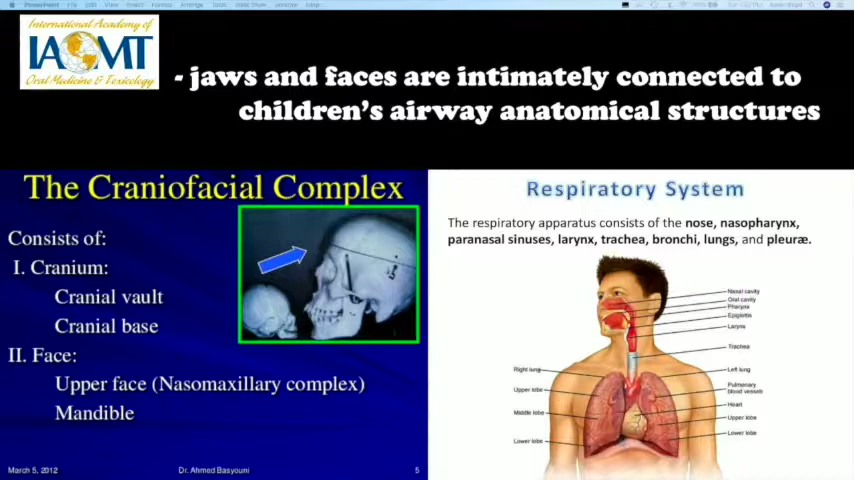 International Academy of
IAOMT
Oral Medicine & Toxicology
- jaws and faces are intimately connected to
children's airway anatomical structures
The Craniofacial Complex
Consists of:
I. Cranium:
Cranial vault
Cranial base
II. Face:
Upper face (Nasomaxillary complex)
Mandible
March 5, 2012
Dr. Ahmed Basyouni
5
Respiratory System
The respiratory apparatus consists of the nose, nasopharynx,
paranasal sinuses, larynx, trachea, bronchi, lungs, and pleuræ.
Nasal cavity
Oral cavity
Pharynx
Epiglottis
Larynx
Trachea
Right lung
Left lung
Upper lobe
Pulmonary
blood vessels
Heart
Middle lobe
Upper lobe
Lower lobe
Lower lobe